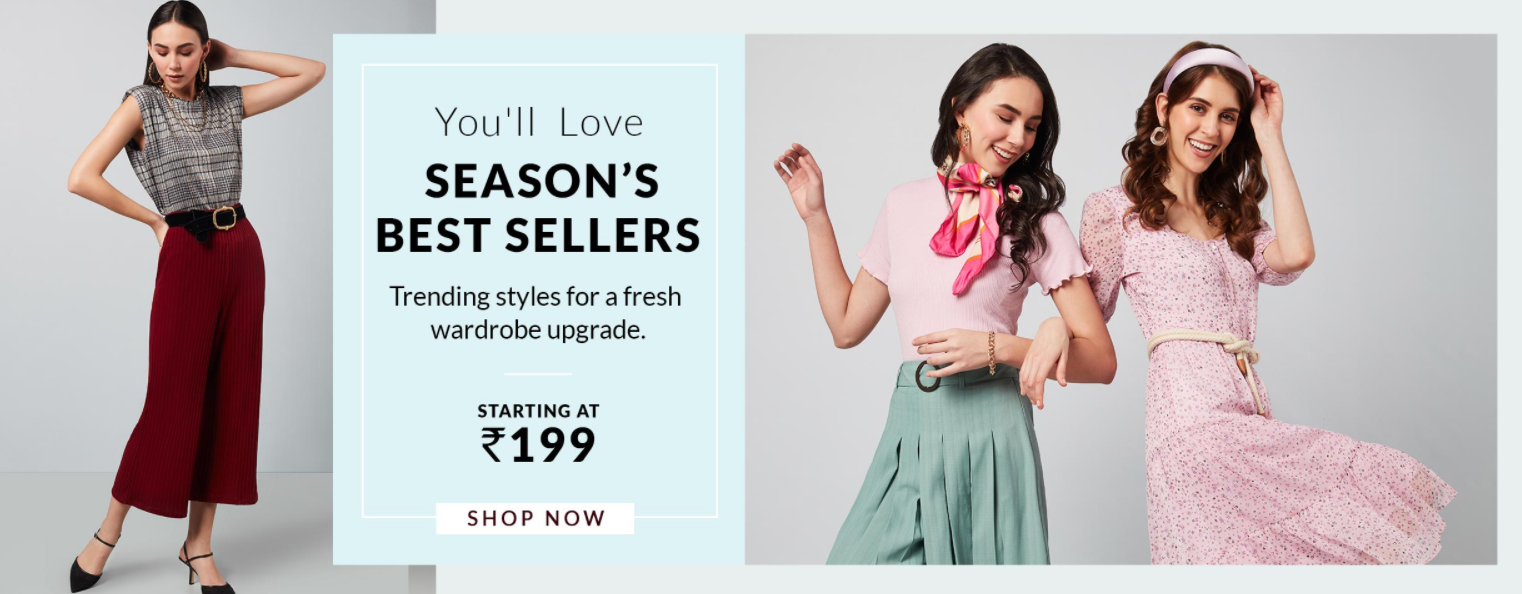 You'll Love
SEASON’S
BEST SELLERS
Trending styles for a fresh
wardrobe upgrade.
STARTING AT
₹199
SHOP NOW